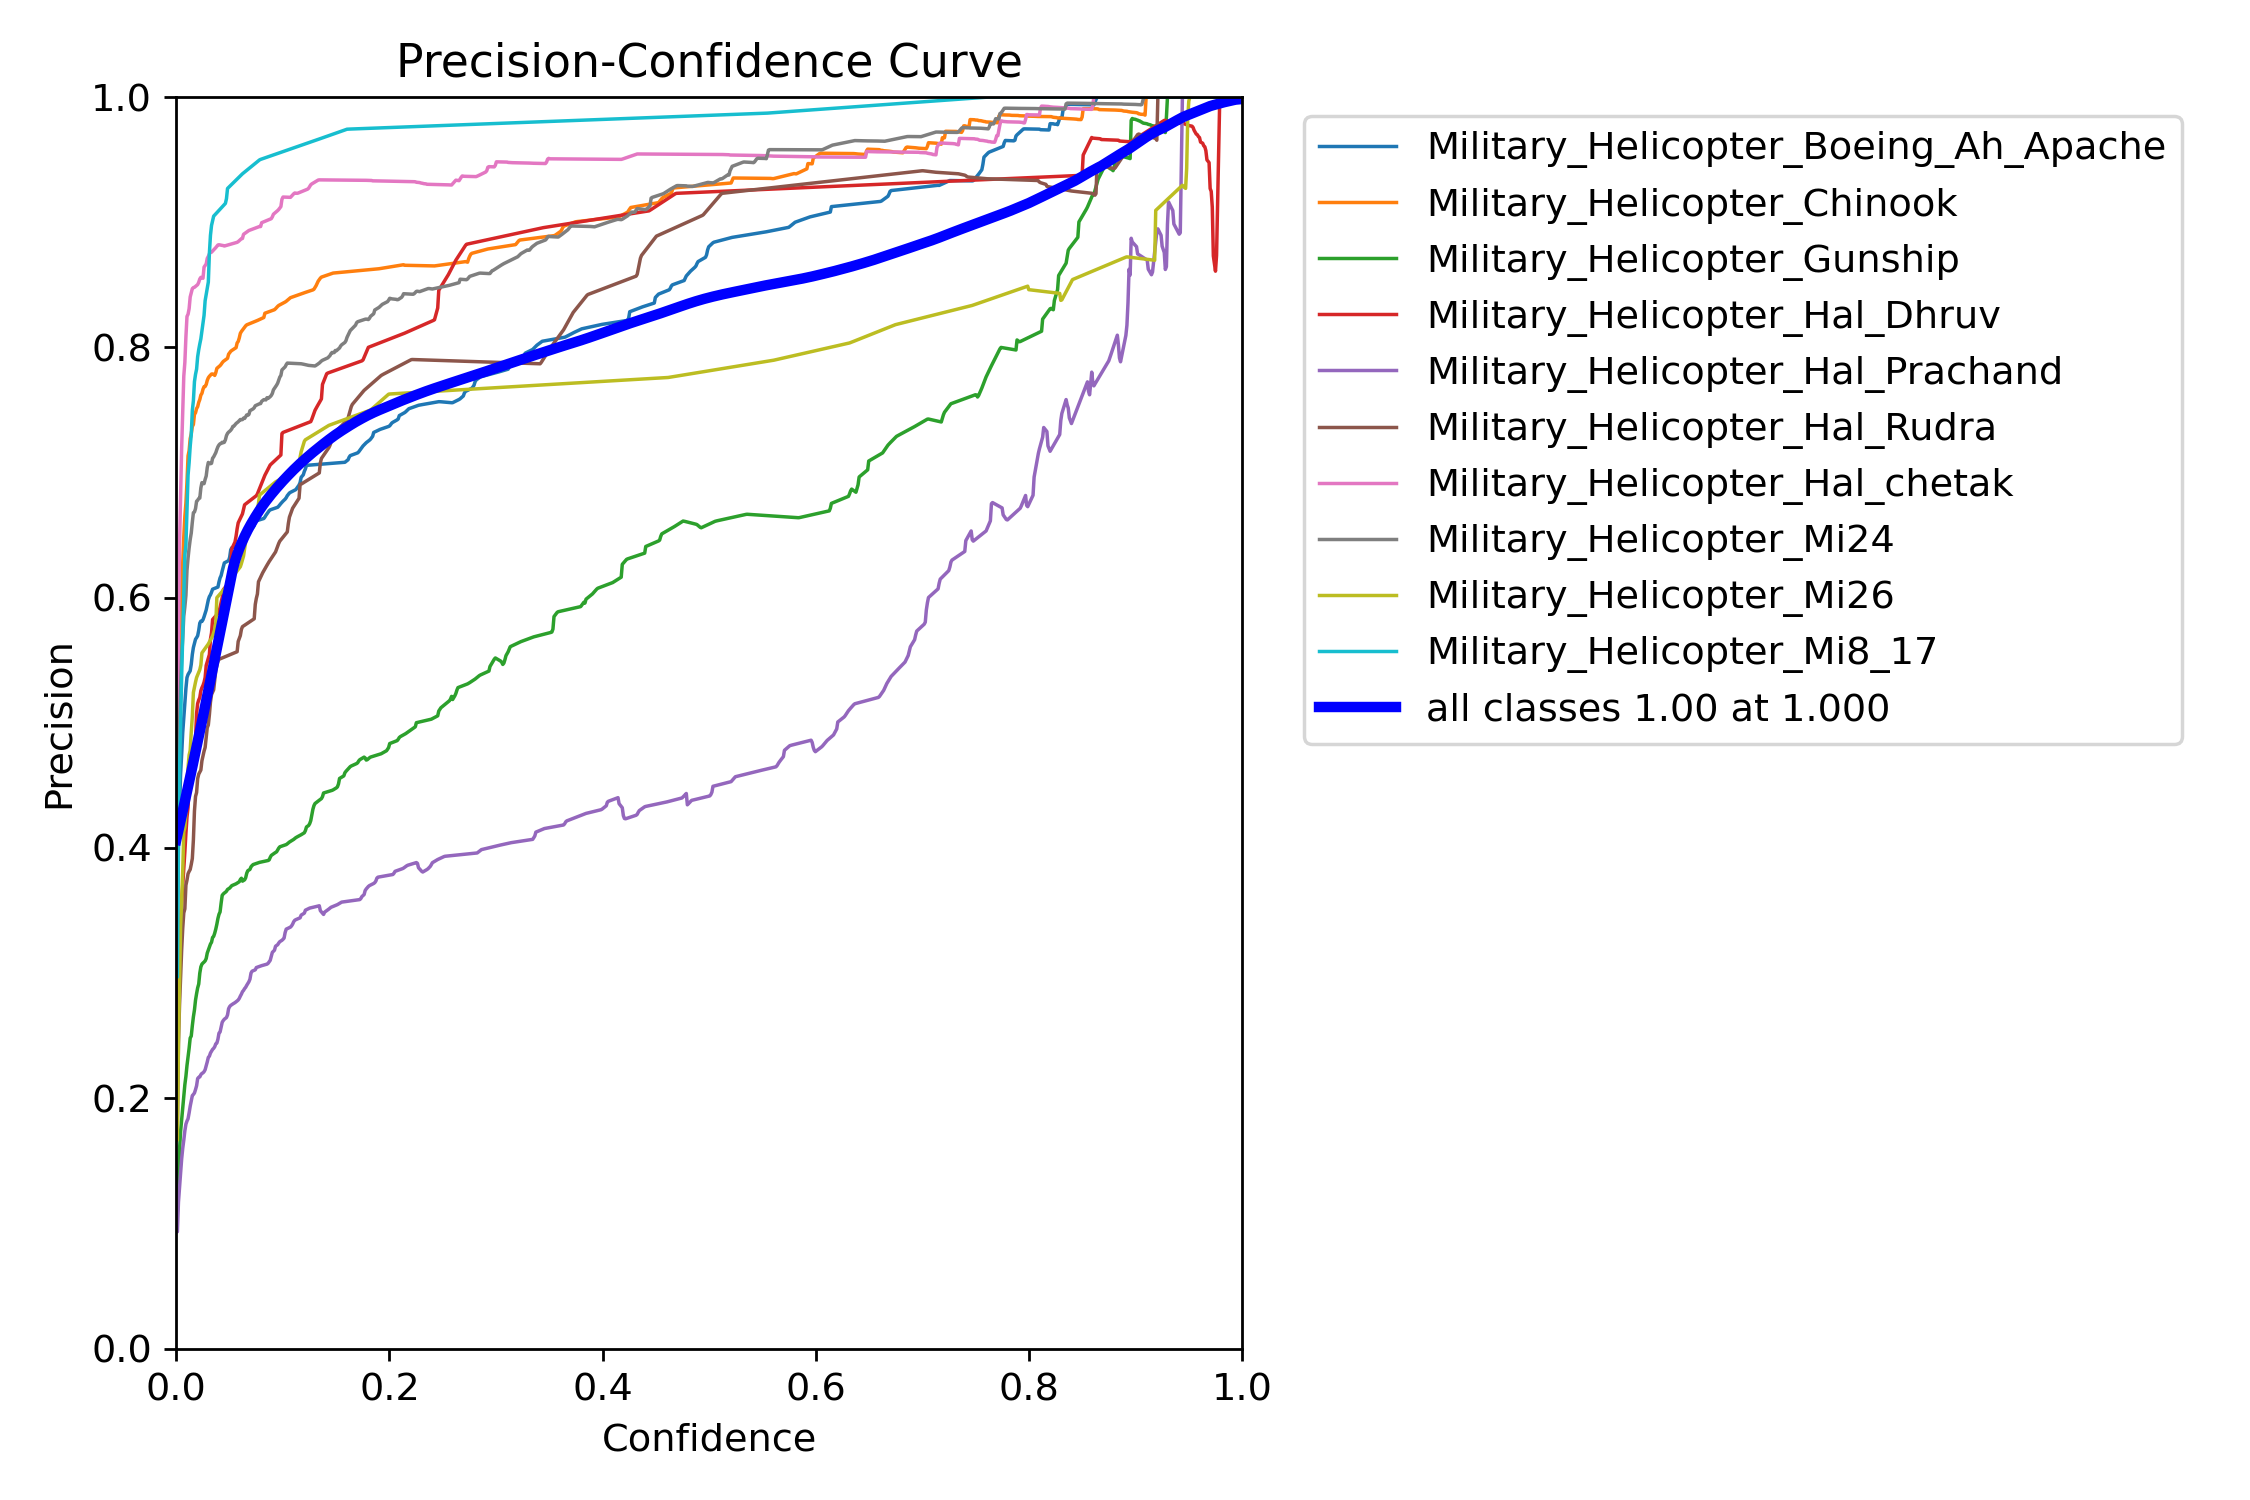 Precision-Confidence Curve
1.0
0.8
0.6
0.4
0.2
0.0
Precision
0.0 0.2 0.4 0.6 0.8 1.0
Confidence
Military_Helicopter_Boeing_Ah_Apache
Military_Helicopter_Chinook
Military_Helicopter_Gunship
Military_Helicopter_Hal_Dhruv
Military_Helicopter_Hal_Prachand
Military_Helicopter_Hal_Rudra
Military_Helicopter_Hal_chetak
Military_Helicopter_Mi24
Military_Helicopter_Mi26
Military_Helicopter_Mi8_17
all classes 1.00 at 1.000